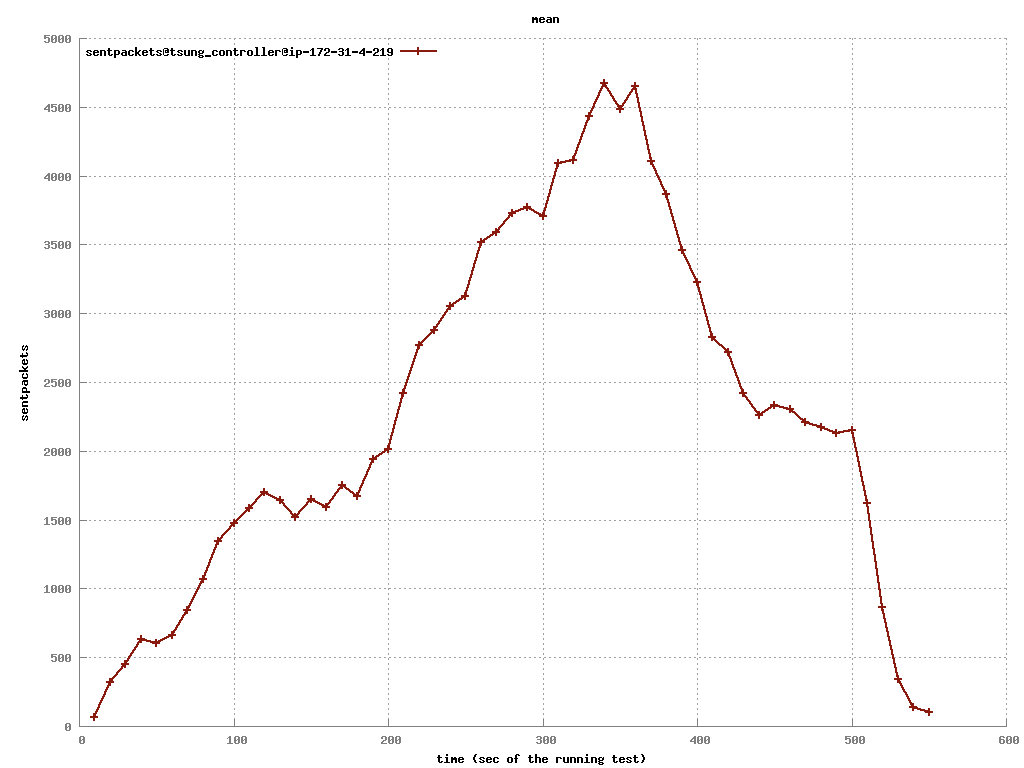 mean
5000
sentpackets@tsung_controller@ip-172-31-4-219
4500
4000
3500
3000
2500
2000
1500
1000
500
0
sentpackets
0 100 200 300 400 500 600
time (sec of the running test)